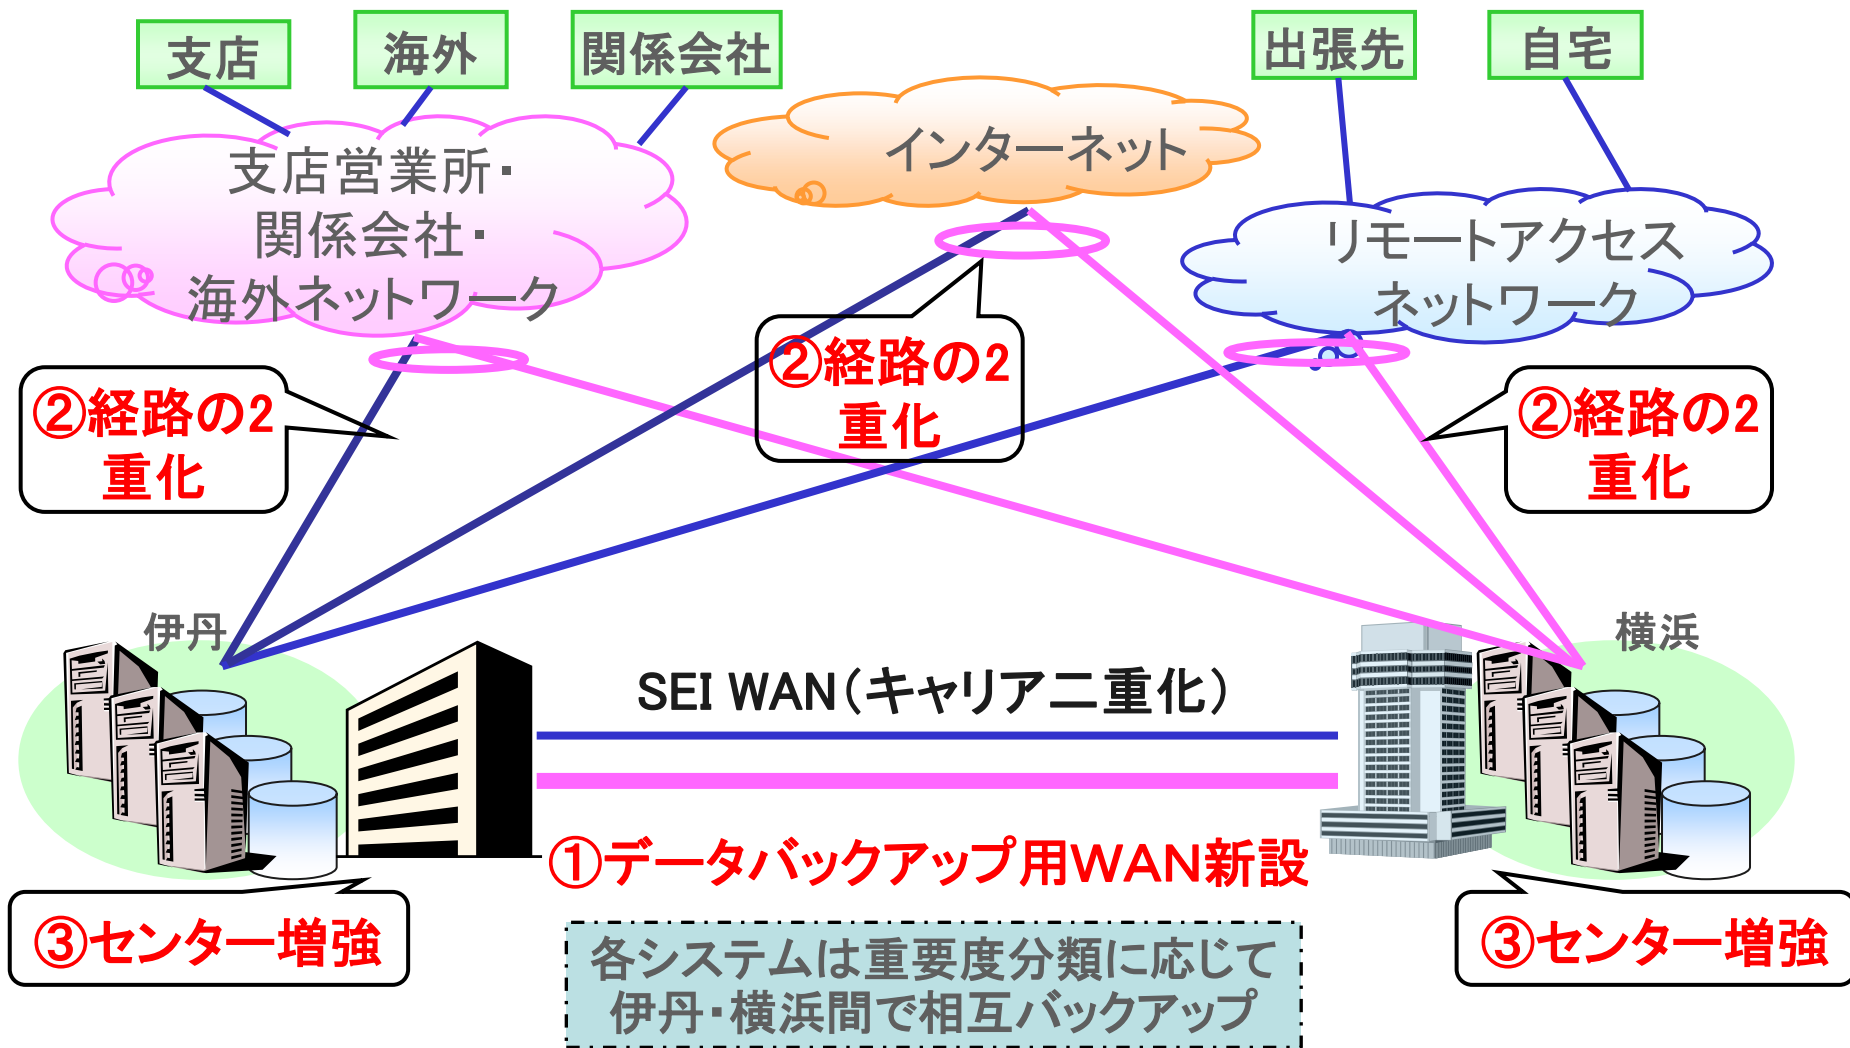 支店
海外
関係会社
出張先
自宅
支店営業所・
関係会社・
海外ネットワーク
インターネット
リモートアクセス
ネットワーク
②経路の2
重化
②経路の2
重化
②経路の2
重化
伊丹
横浜
SEI WAN（キャリア二重化）
①データバックアップ用WAN新設
③センター増強
③センター増強
各システムは重要度分類に応じて
伊丹・横浜間で相互バックアップ